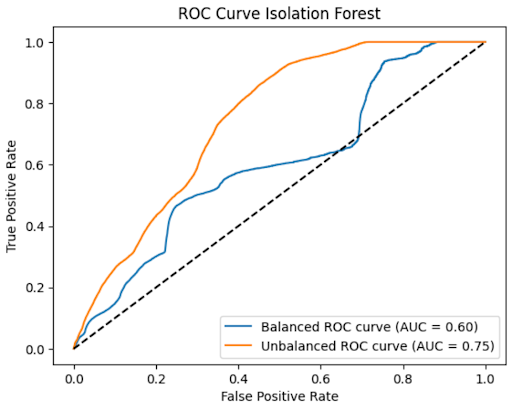 ROC Curve Isolation Forest
True Positive Rate
1.0
0.8
0.6
0.4
0.2
0.0
Balanced ROC curve (AUC = 0.60)
Unbalanced ROC curve (AUC = 0.75)
0.0 0.2 0.4 0.6 0.8 1.0
False Positive Rate